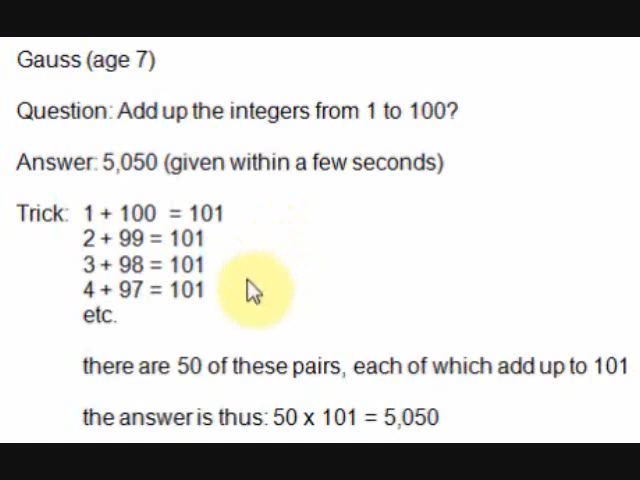 Gauss (age 7)
Question: Add up the integers from 1 to 100?
Answer: 5,050 (given within a few seconds)
Trick: 1 + 100 = 101
2 + 99 = 101
3 + 98 = 101
4 + 97 = 101
etc.
there are 50 of these pairs, each of which add up to 101
the answer is thus: 50 x 101 = 5,050